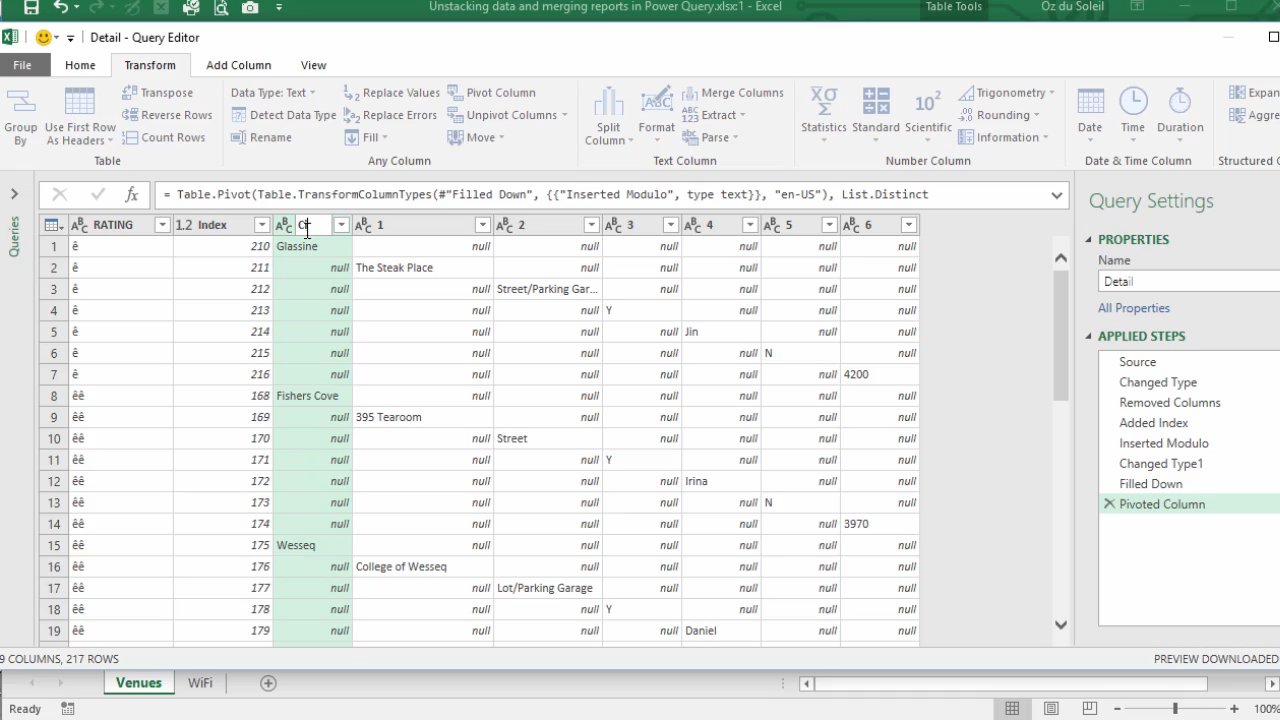 Unstacking data and merging reports in Power Query.xlsx:1 - Excel
Table Tools
Oz du Soleil
Detail - Query Editor
File Home Transform Add Column View
Group By
Use First Row As Headers
Transpose
Reverse Rows
Count Rows
Table
Data Type: Text
Detect Data Type
Rename
Replace Values
Replace Errors
Fill
Pivot Column
Unpivot Columns
Move
Any Column
Split Column
Format
Merge Columns
Extract
Parse
Text Column
Statistics
Standard
Scientific
Trigonometry
Rounding
Information
Number Column
Date
Time
Duration
Date & Time Column
Expan
Aggre
Structured
= Table.Pivot(Table.TransformColumnTypes(#"Filled Down", {{"Inserted Modulo", type text}}, "en-US"), List.Distinct
Queries
RATING 1.2 Index 1 2 3 4 5 6
1 ê 210 Glassine null null null null null null
2 ê 211 null The Steak Place null null null null null
3 ê 212 null null Street/Parking Gar... null null null null
4 ê 213 null null null Y null null null
5 ê 214 null null null null Jin null null
6 ê 215 null null null null null N null
7 ê 216 null null null null null null 4200
8 êê 168 Fishers Cove null null null null null null
9 êê 169 null 395 Tearoom null null null null null
10 êê 170 null null Street null null null null
11 êê 171 null null null Y null null null
12 êê 172 null null null null Irina null null
13 êê 173 null null null null null N null
14 êê 174 null null null null null null 3970
15 êê 175 Wesseq null null null null null null
16 êê 176 null College of Wesseq null null null null null
17 êê 177 null null Lot/Parking Garage null null null null
18 êê 178 null null null Y null null null
19 êê 179 null null null null Daniel null null
Query Settings
PROPERTIES
Name
Detail
All Properties
APPLIED STEPS
Source
Changed Type
Removed Columns
Added Index
Inserted Modulo
Changed Type1
Filled Down
Pivoted Column
9 COLUMNS, 217 ROWS
PREVIEW DOWNLOADED
Venues WiFi
Ready
100%